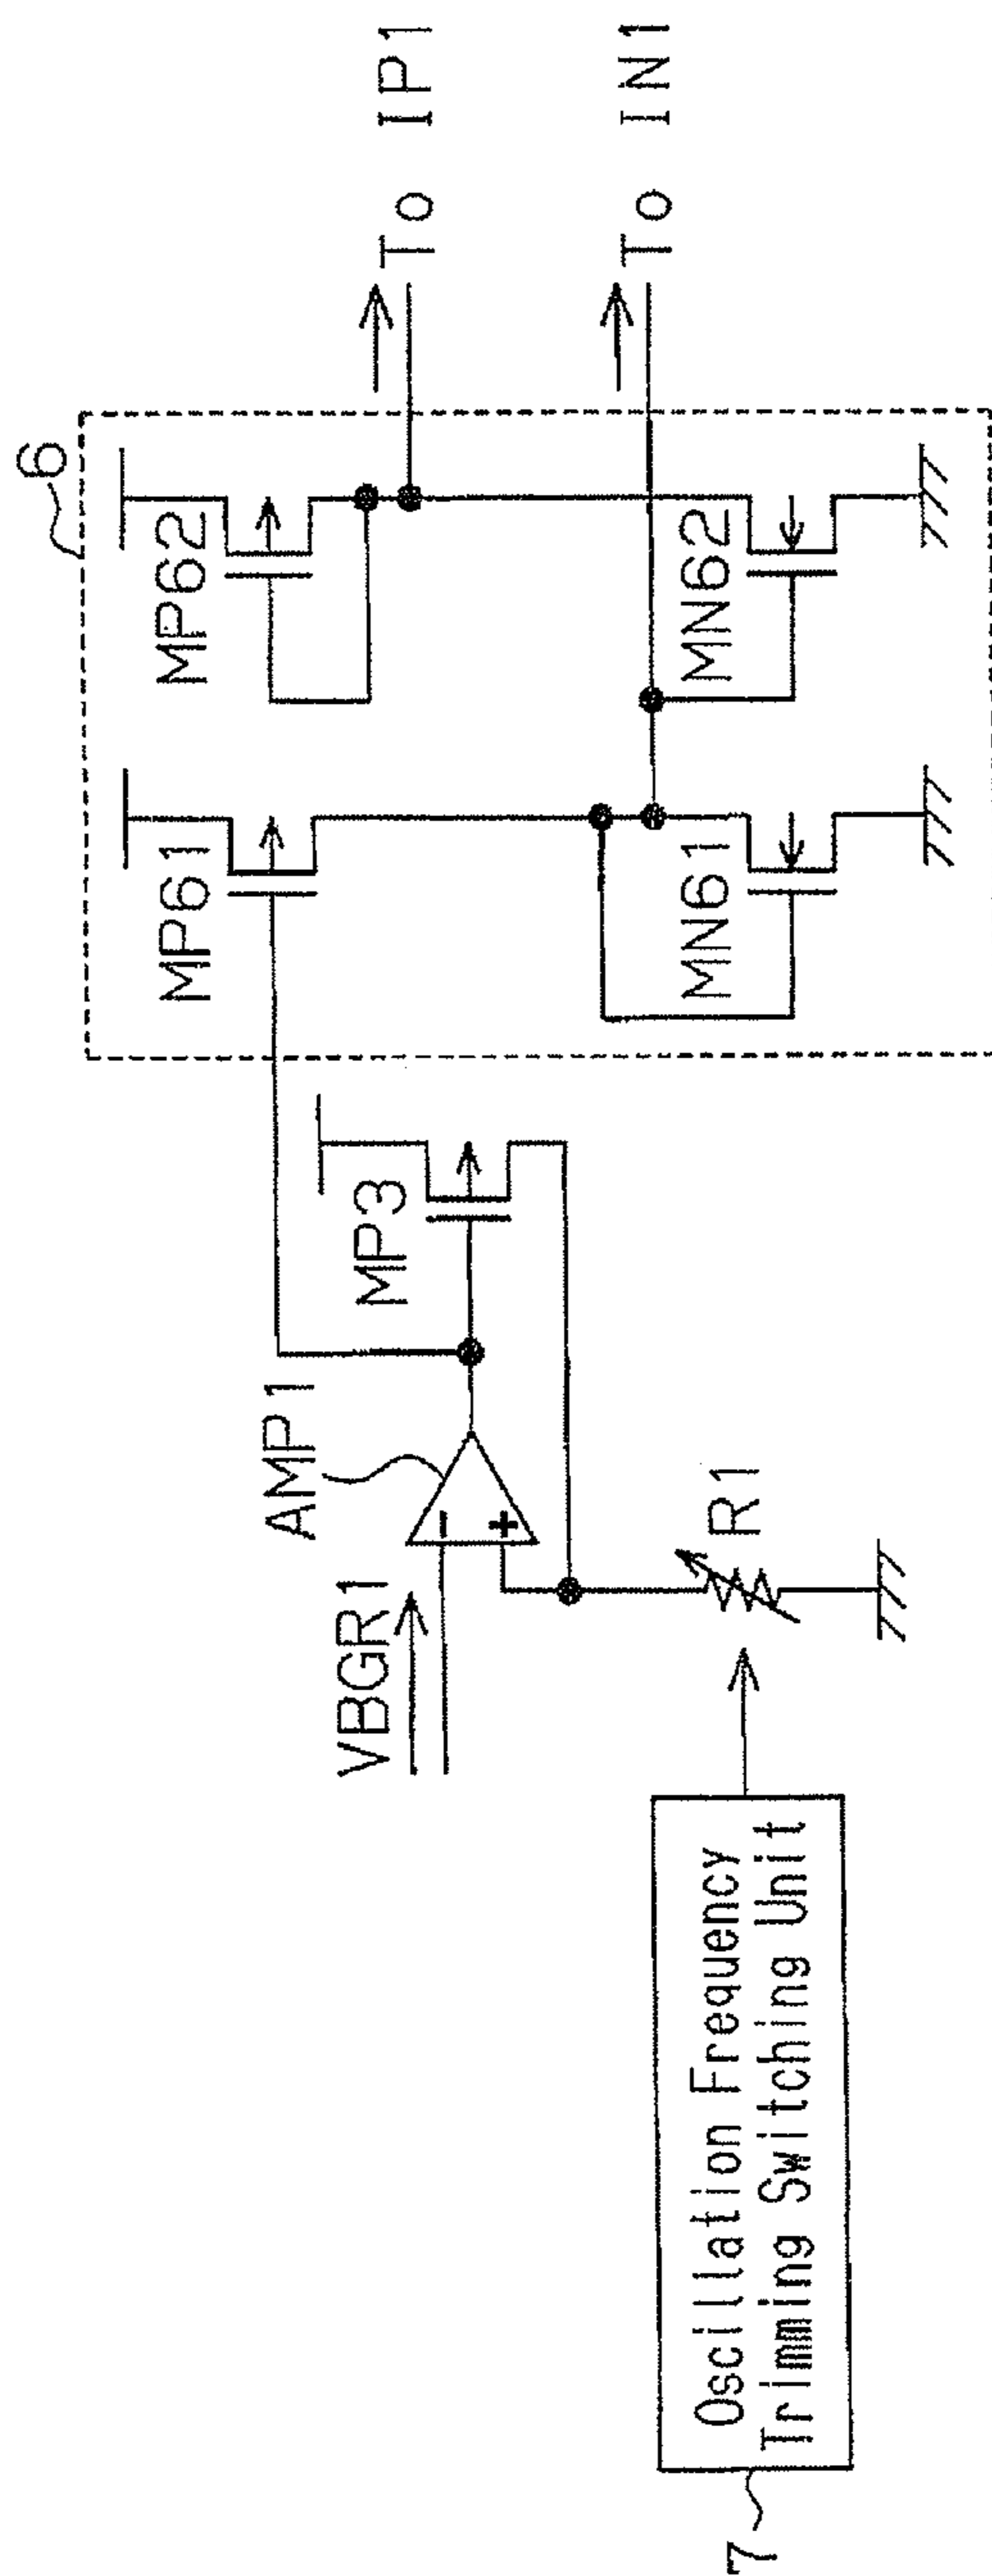 6
MP62
To IP1
MP61
MP3
AMP1
VBGR1
To IN1
MN62
MN61
R1
Oscillation Frequency
Trimming Switching Unit
7